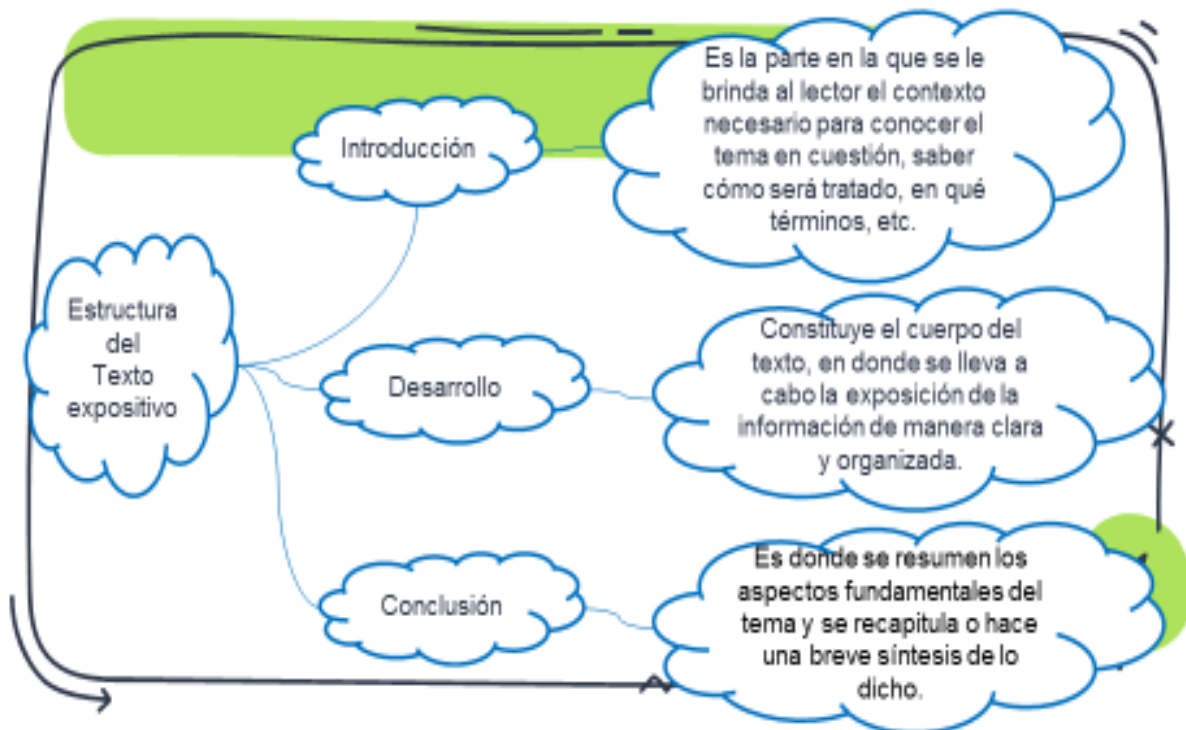 Estructura
del
Texto
expositivo
Introducción
Es la parte en la que se le
brinda al lector el contexto
necesario para conocer el
tema en cuestión, saber
cómo será tratado, en qué
términos, etc.
Desarrollo
Constituye el cuerpo del
texto, en donde se lleva a
cabo la exposición de la
información de manera clara
y organizada.
Conclusión
Es donde se resumen los
aspectos fundamentales del
tema y se recapitula o hace
una breve síntesis de lo
dicho.